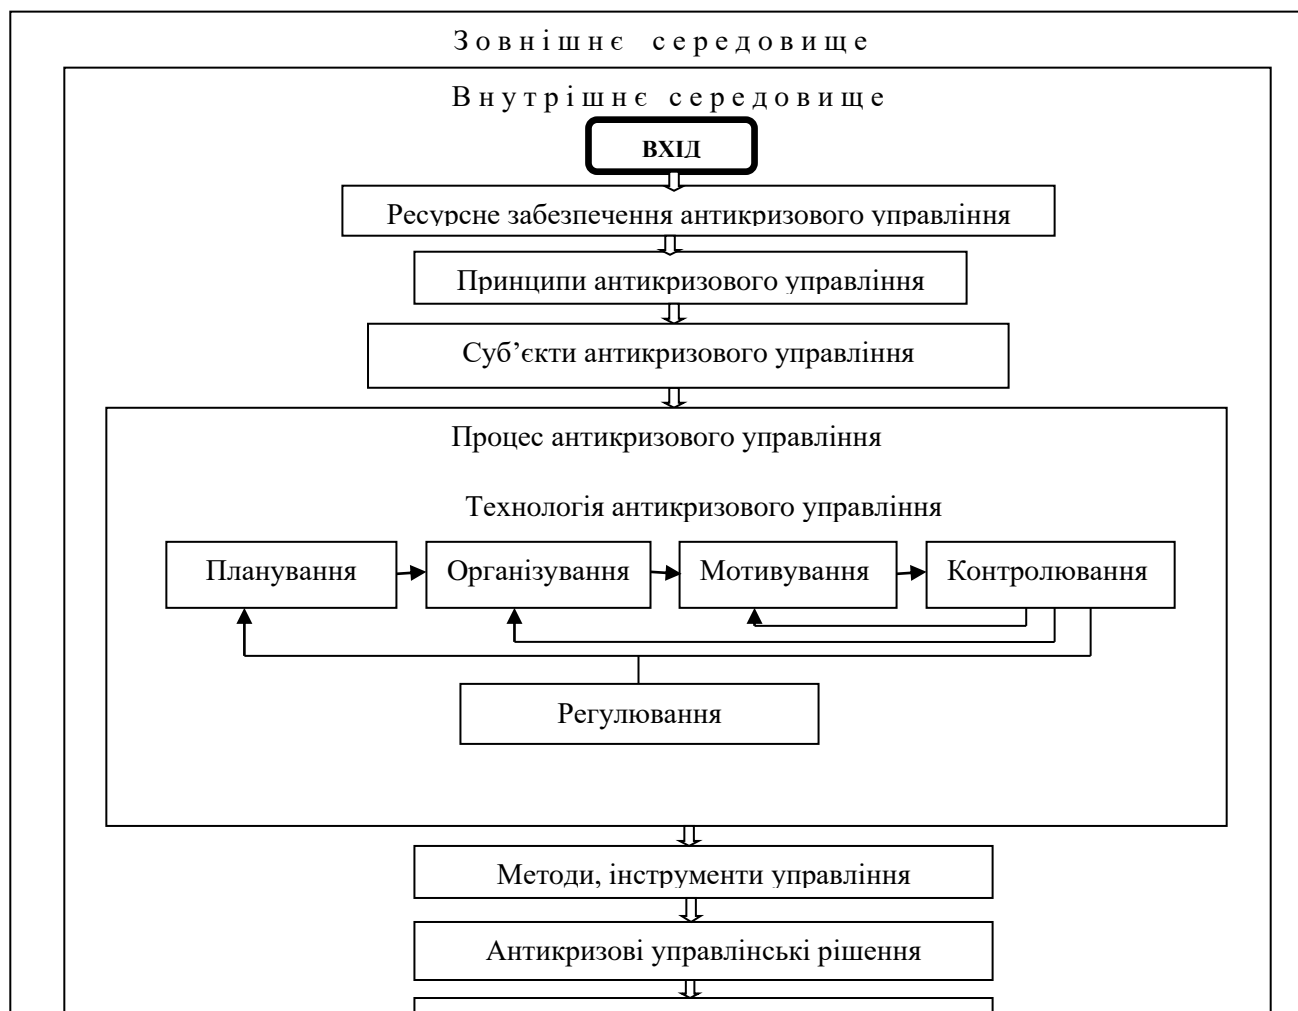 Зовнішнє середовище
Внутрішнє середовище
ВХІД
Ресурсне забезпечення антикризового управління
Принципи антикризового управління
Суб’єкти антикризового управління
Процес антикризового управління
Технологія антикризового управління
Планування Організування Мотивування Контролювання
Регулювання
Методи, інструменти управління
Антикризові управлінські рішення